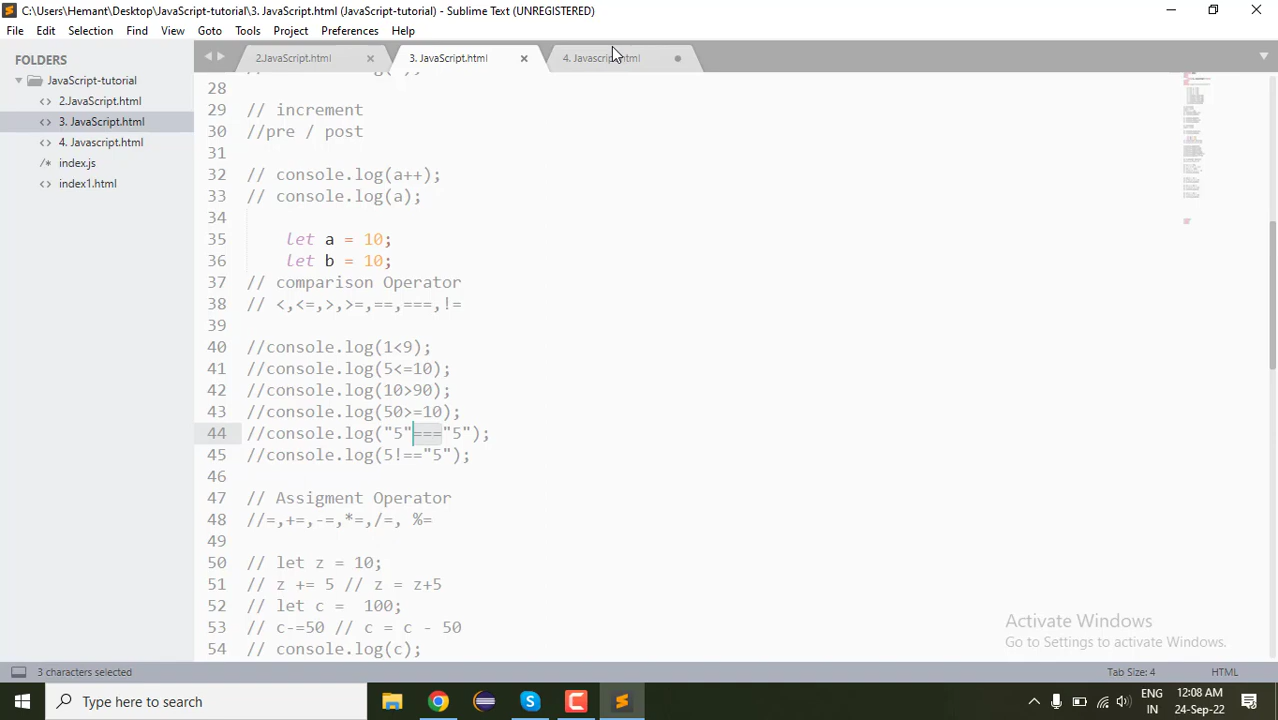 C:\Users\Hemant\Desktop\JavaScript-tutorial\3. JavaScript.html (JavaScript-tutorial) - Sublime Text (UNREGISTERED)
File Edit Selection Find View Goto Tools Project Preferences Help
FOLDERS
JavaScript-tutorial
2.JavaScript.html
3. JavaScript.html
4. Javascript.html
index.js
index1.html
2.JavaScript.html 3. JavaScript.html 4. Javascript.html
28
29 // increment
30 //pre / post
31
32 // console.log(a++);
33 // console.log(a);
34
35 let a = 10;
36 let b = 10;
37 // comparison Operator
38 // <,<=,>,>=,==,===,!=
39
40 //console.log(1<9);
41 //console.log(5<=10);
42 //console.log(10>90);
43 //console.log(50>=10);
44 //console.log("5"==="5");
45 //console.log(5!=="5");
46
47 // Assigment Operator
48 //=,+=,-=,*=,/=, %=
49
50 // let z = 10;
51 // z += 5 // z = z+5
52 // let c =  100;
53 // c-=50 // c = c - 50
54 // console.log(c);
Activate Windows
Go to Settings to activate Windows.
3 characters selected
Tab Size: 4
HTML
Type here to search
ENG
IN
12:08 AM
24-Sep-22